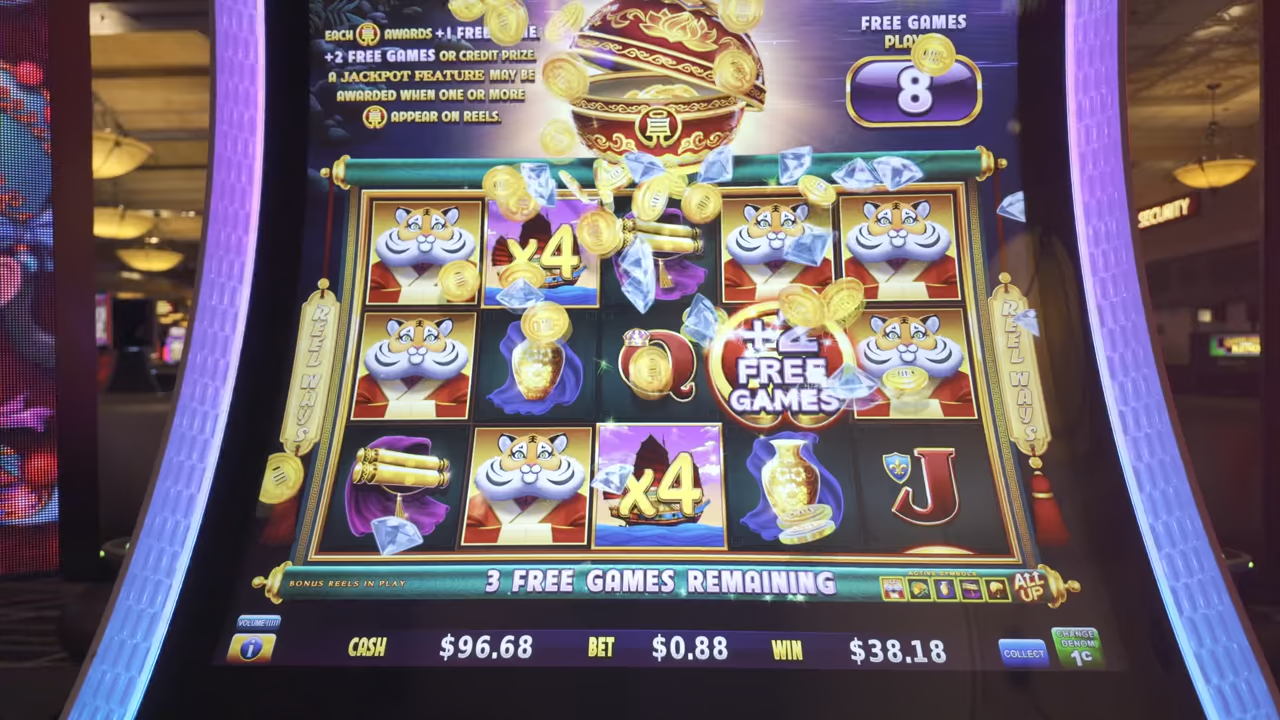 EACH AWARDS +1 FREE
+2 FREE GAMES OR CREDIT PRIZE.
A JACKPOT FEATURE MAY BE
AWARDED WHEN ONE OR MORE
APPEAR ON REELS.
FREE GAMES
8
SECURITY
x4
REEL WAYS
Q
+2
FREE
GAMES
REEL WAYS
x4
J
BONUS REELS IN PLAY
3 FREE GAMES REMAINING
ACTIVE SYMBOLS
ALL
UP
VOLUME
i
CASH $96.68 BET $0.88 WIN $38.18
COLLECT
CHANGE
DENOM
1¢